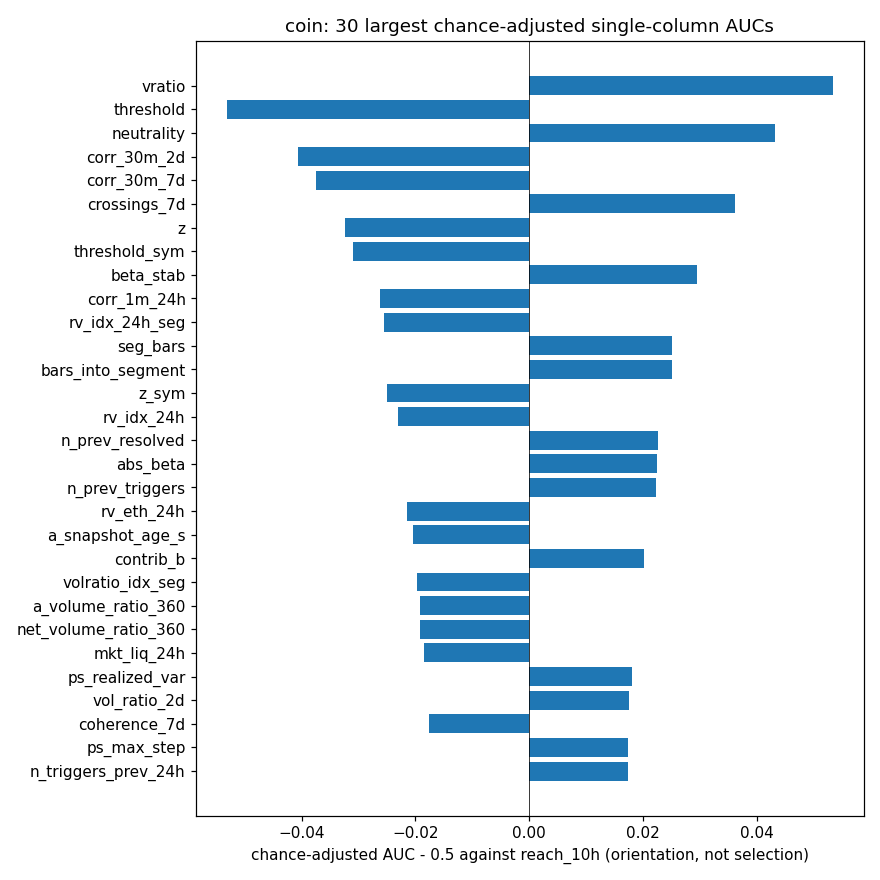 coin: 30 largest chance-adjusted single-column AUCs
vratio
threshold
neutrality
corr_30m_2d
corr_30m_7d
crossings_7d
z
threshold_sym
beta_stab
corr_1m_24h
rv_idx_24h_seg
seg_bars
bars_into_segment
z_sym
rv_idx_24h
n_prev_resolved
abs_beta
n_prev_triggers
rv_eth_24h
a_snapshot_age_s
contrib_b
volratio_idx_seg
a_volume_ratio_360
net_volume_ratio_360
mkt_liq_24h
ps_realized_var
vol_ratio_2d
coherence_7d
ps_max_step
n_triggers_prev_24h
−0.04 −0.02 0.00 0.02 0.04
chance-adjusted AUC - 0.5 against reach_10h (orientation, not selection)